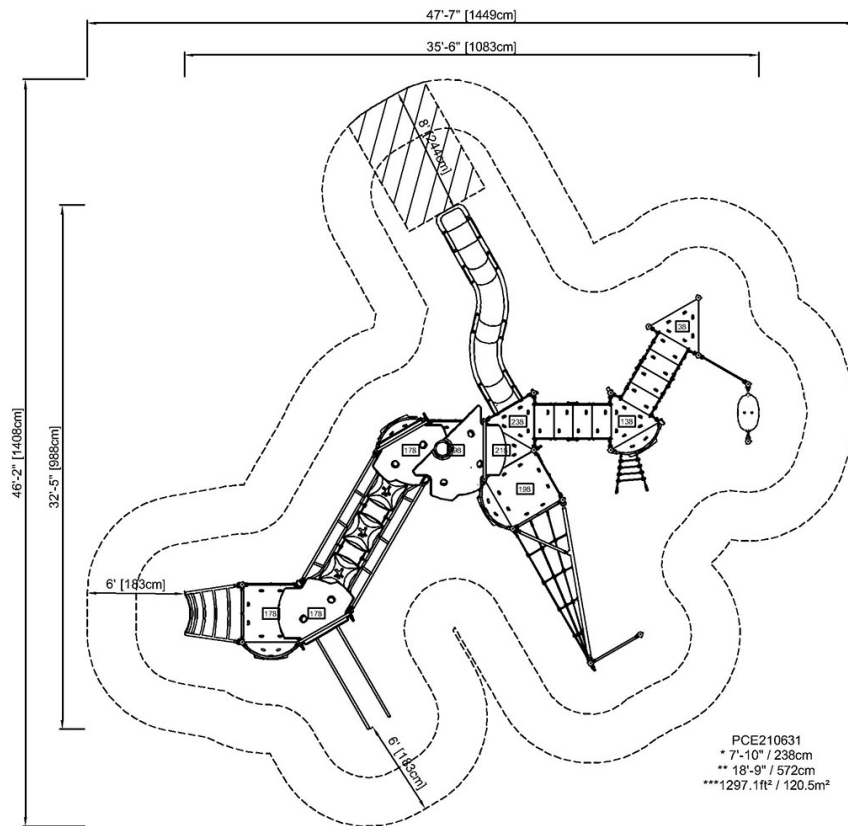 47'-7" [1449cm]
35'-6" [1083cm]
8' [244cm]
46'-2" [1408cm]
32'-5" [988cm]
38
238
138
178
98
218
198
6' [183cm]
178
178
6' [183cm]
PCE210631
* 7'-10" / 238cm
** 18'-9" / 572cm
***1297.1ft² / 120.5m²